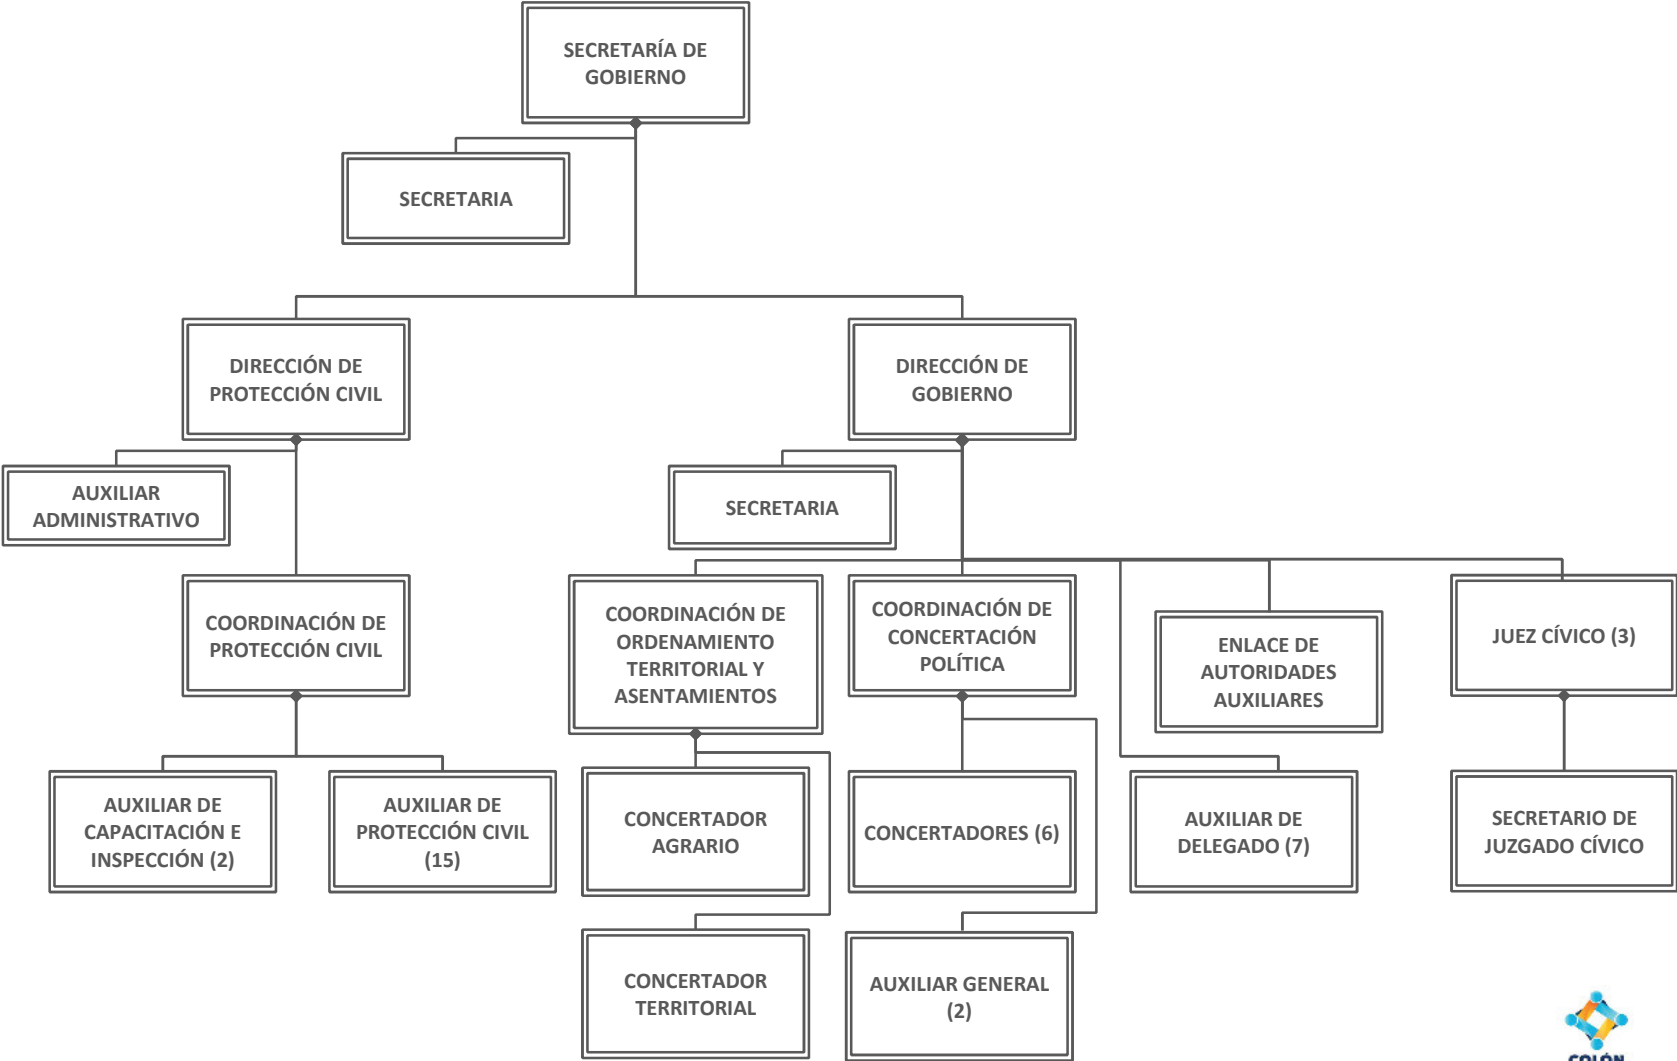 SECRETARÍA DE
GOBIERNO
SECRETARIA
DIRECCIÓN DE
PROTECCIÓN CIVIL
DIRECCIÓN DE
GOBIERNO
AUXILIAR
ADMINISTRATIVO
SECRETARIA
COORDINACIÓN DE
PROTECCIÓN CIVIL
COORDINACIÓN DE
ORDENAMIENTO
TERRITORIAL Y
ASENTAMIENTOS
COORDINACIÓN DE
CONCERTACIÓN
POLÍTICA
ENLACE DE
AUTORIDADES
AUXILIARES
JUEZ CÍVICO (3)
AUXILIAR DE
CAPACITACIÓN E
INSPECCIÓN (2)
AUXILIAR DE
PROTECCIÓN CIVIL
(15)
CONCERTADOR
AGRARIO
CONCERTADORES (6)
AUXILIAR DE
DELEGADO (7)
SECRETARIO DE
JUZGADO CÍVICO
CONCERTADOR
TERRITORIAL
AUXILIAR GENERAL
(2)
COLÓN